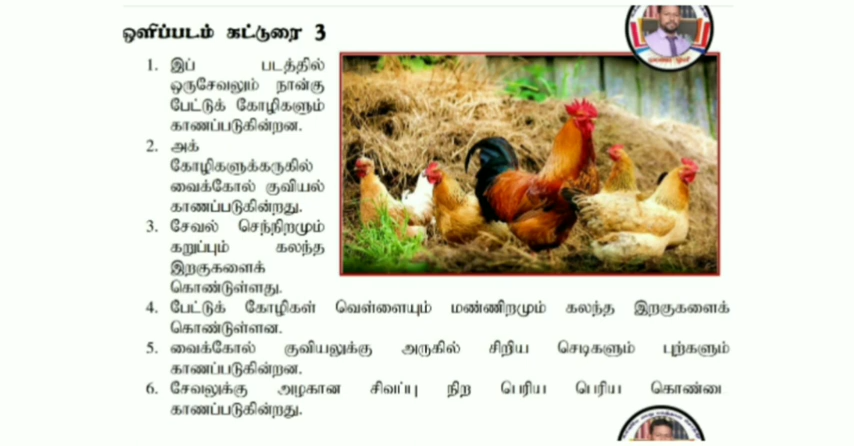 ஒளிப்படம் கட்டுரை 3
1. இப் படத்தில்
ஒருசேவலும் நான்கு
பேட்டுக் கோழிகளும்
காணப்படுகின்றன.
2. அக்
கோழிகளுக்கருகில்
வைக்கோல் குவியல்
காணப்படுகின்றது.
3. சேவல் செந்நிறமும்
கறுப்பும் கலந்த
இறகுகளைக்
கொண்டுள்ளது.
4. பேட்டுக் கோழிகள் வெள்ளையும் மண்ணிறமும் கலந்த இறகுகளைக்
கொண்டுள்ளன.
5. வைக்கோல் குவியலுக்கு அருகில் சிறிய செடிகளும் புற்களும்
காணப்படுகின்றன.
6. சேவலுக்கு அழகான சிவப்பு நிற பெரிய பெரிய கொண்டை
காணப்படுகின்றது.